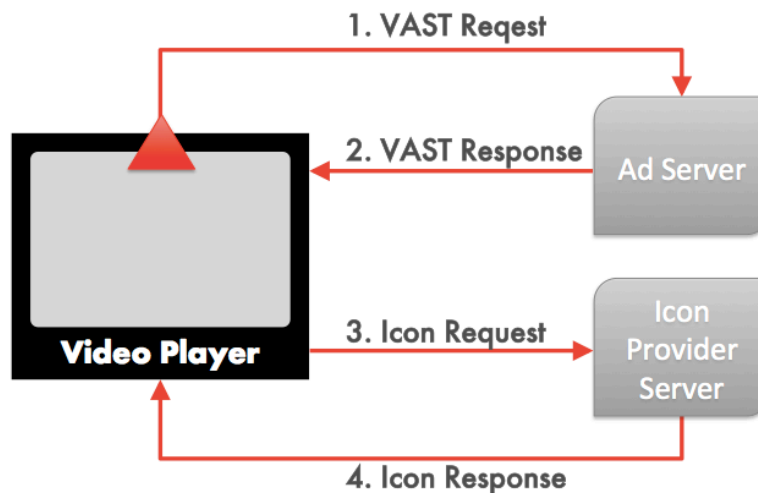 1. VAST Reqest
2. VAST Response
Ad Server
Video Player
3. Icon Request
Icon
Provider
Server
4. Icon Response